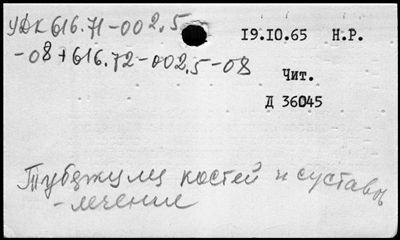 УДК 616.71-002.5
-08+616.72-002.5-08
19.10.65 Н.Р.
Чит.
Д 36045
костей и суставов
-лечение